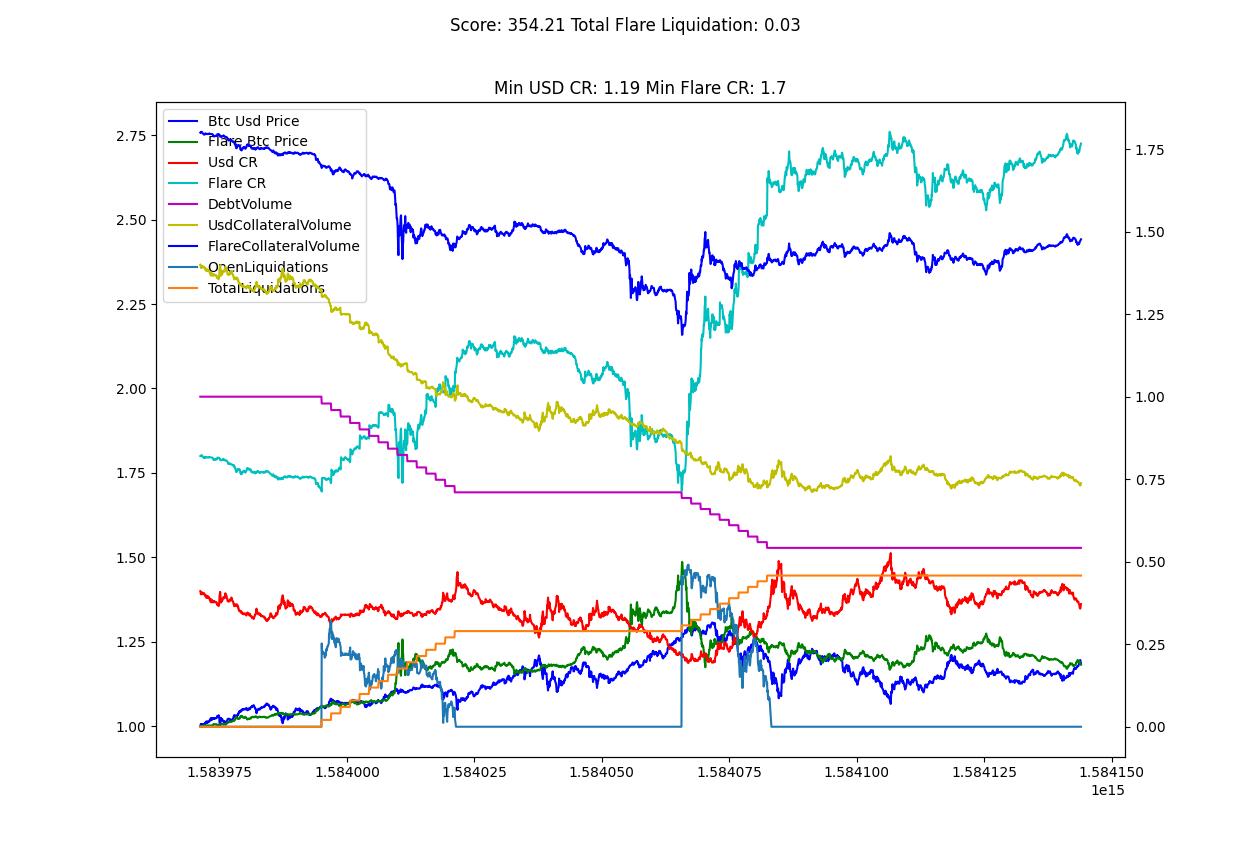 Score: 354.21 Total Flare Liquidation: 0.03
Min USD CR: 1.19 Min Flare CR: 1.7
Btc Usd Price
Flare Btc Price
Usd CR
Flare CR
DebtVolume
UsdCollateralVolume
FlareCollateralVolume
OpenLiquidations
TotalLiquidations
2.75
2.50
2.25
2.00
1.75
1.50
1.25
1.00
1.75
1.50
1.25
1.00
0.75
0.50
0.25
0.00
1.583975 1.584000 1.584025 1.584050 1.584075 1.584100 1.584125 1.584150
1e15